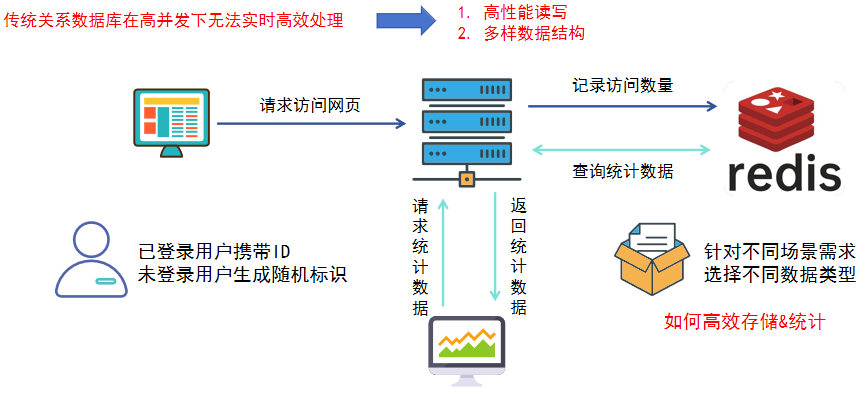 传统关系数据库在高并发下无法实时高效处理
1. 高性能读写
2. 多样数据结构
请求访问网页
记录访问数量
查询统计数据
redis
请求统计数据
返回统计数据
已登录用户携带ID
未登录用户生成随机标识
针对不同场景需求
选择不同数据类型
如何高效存储&统计